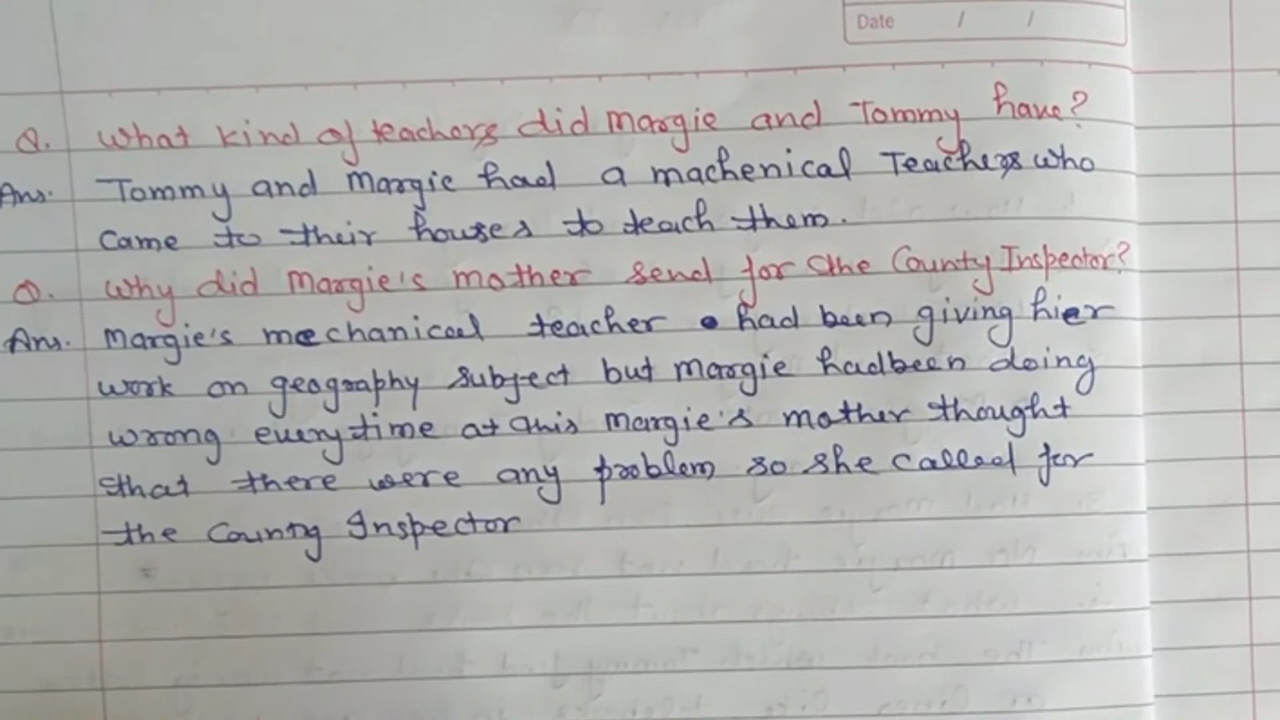 Date / /
Q. What kind of teachers did Margie and Tommy have?
Ans. Tommy and Margie had a machenical Teachers who
came to their houses to teach them.
Q. Why did Margie's mother send for the County Inspector?
Ans. Margie's mechanical teacher had been giving hier
work on geography subject but Margie hadbeen doing
wrong everytime at this Margie's mother thought
that there were any problem so she called for
the County Inspector